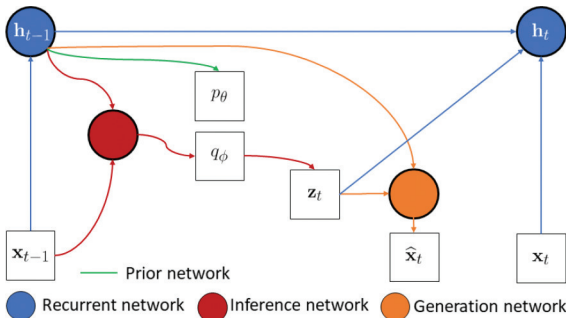 h_{t−1}
h_t
p_θ
q_ϕ
z_t
x_{t−1}
x̂_t
x_t
Prior network
Recurrent network
Inference network
Generation network